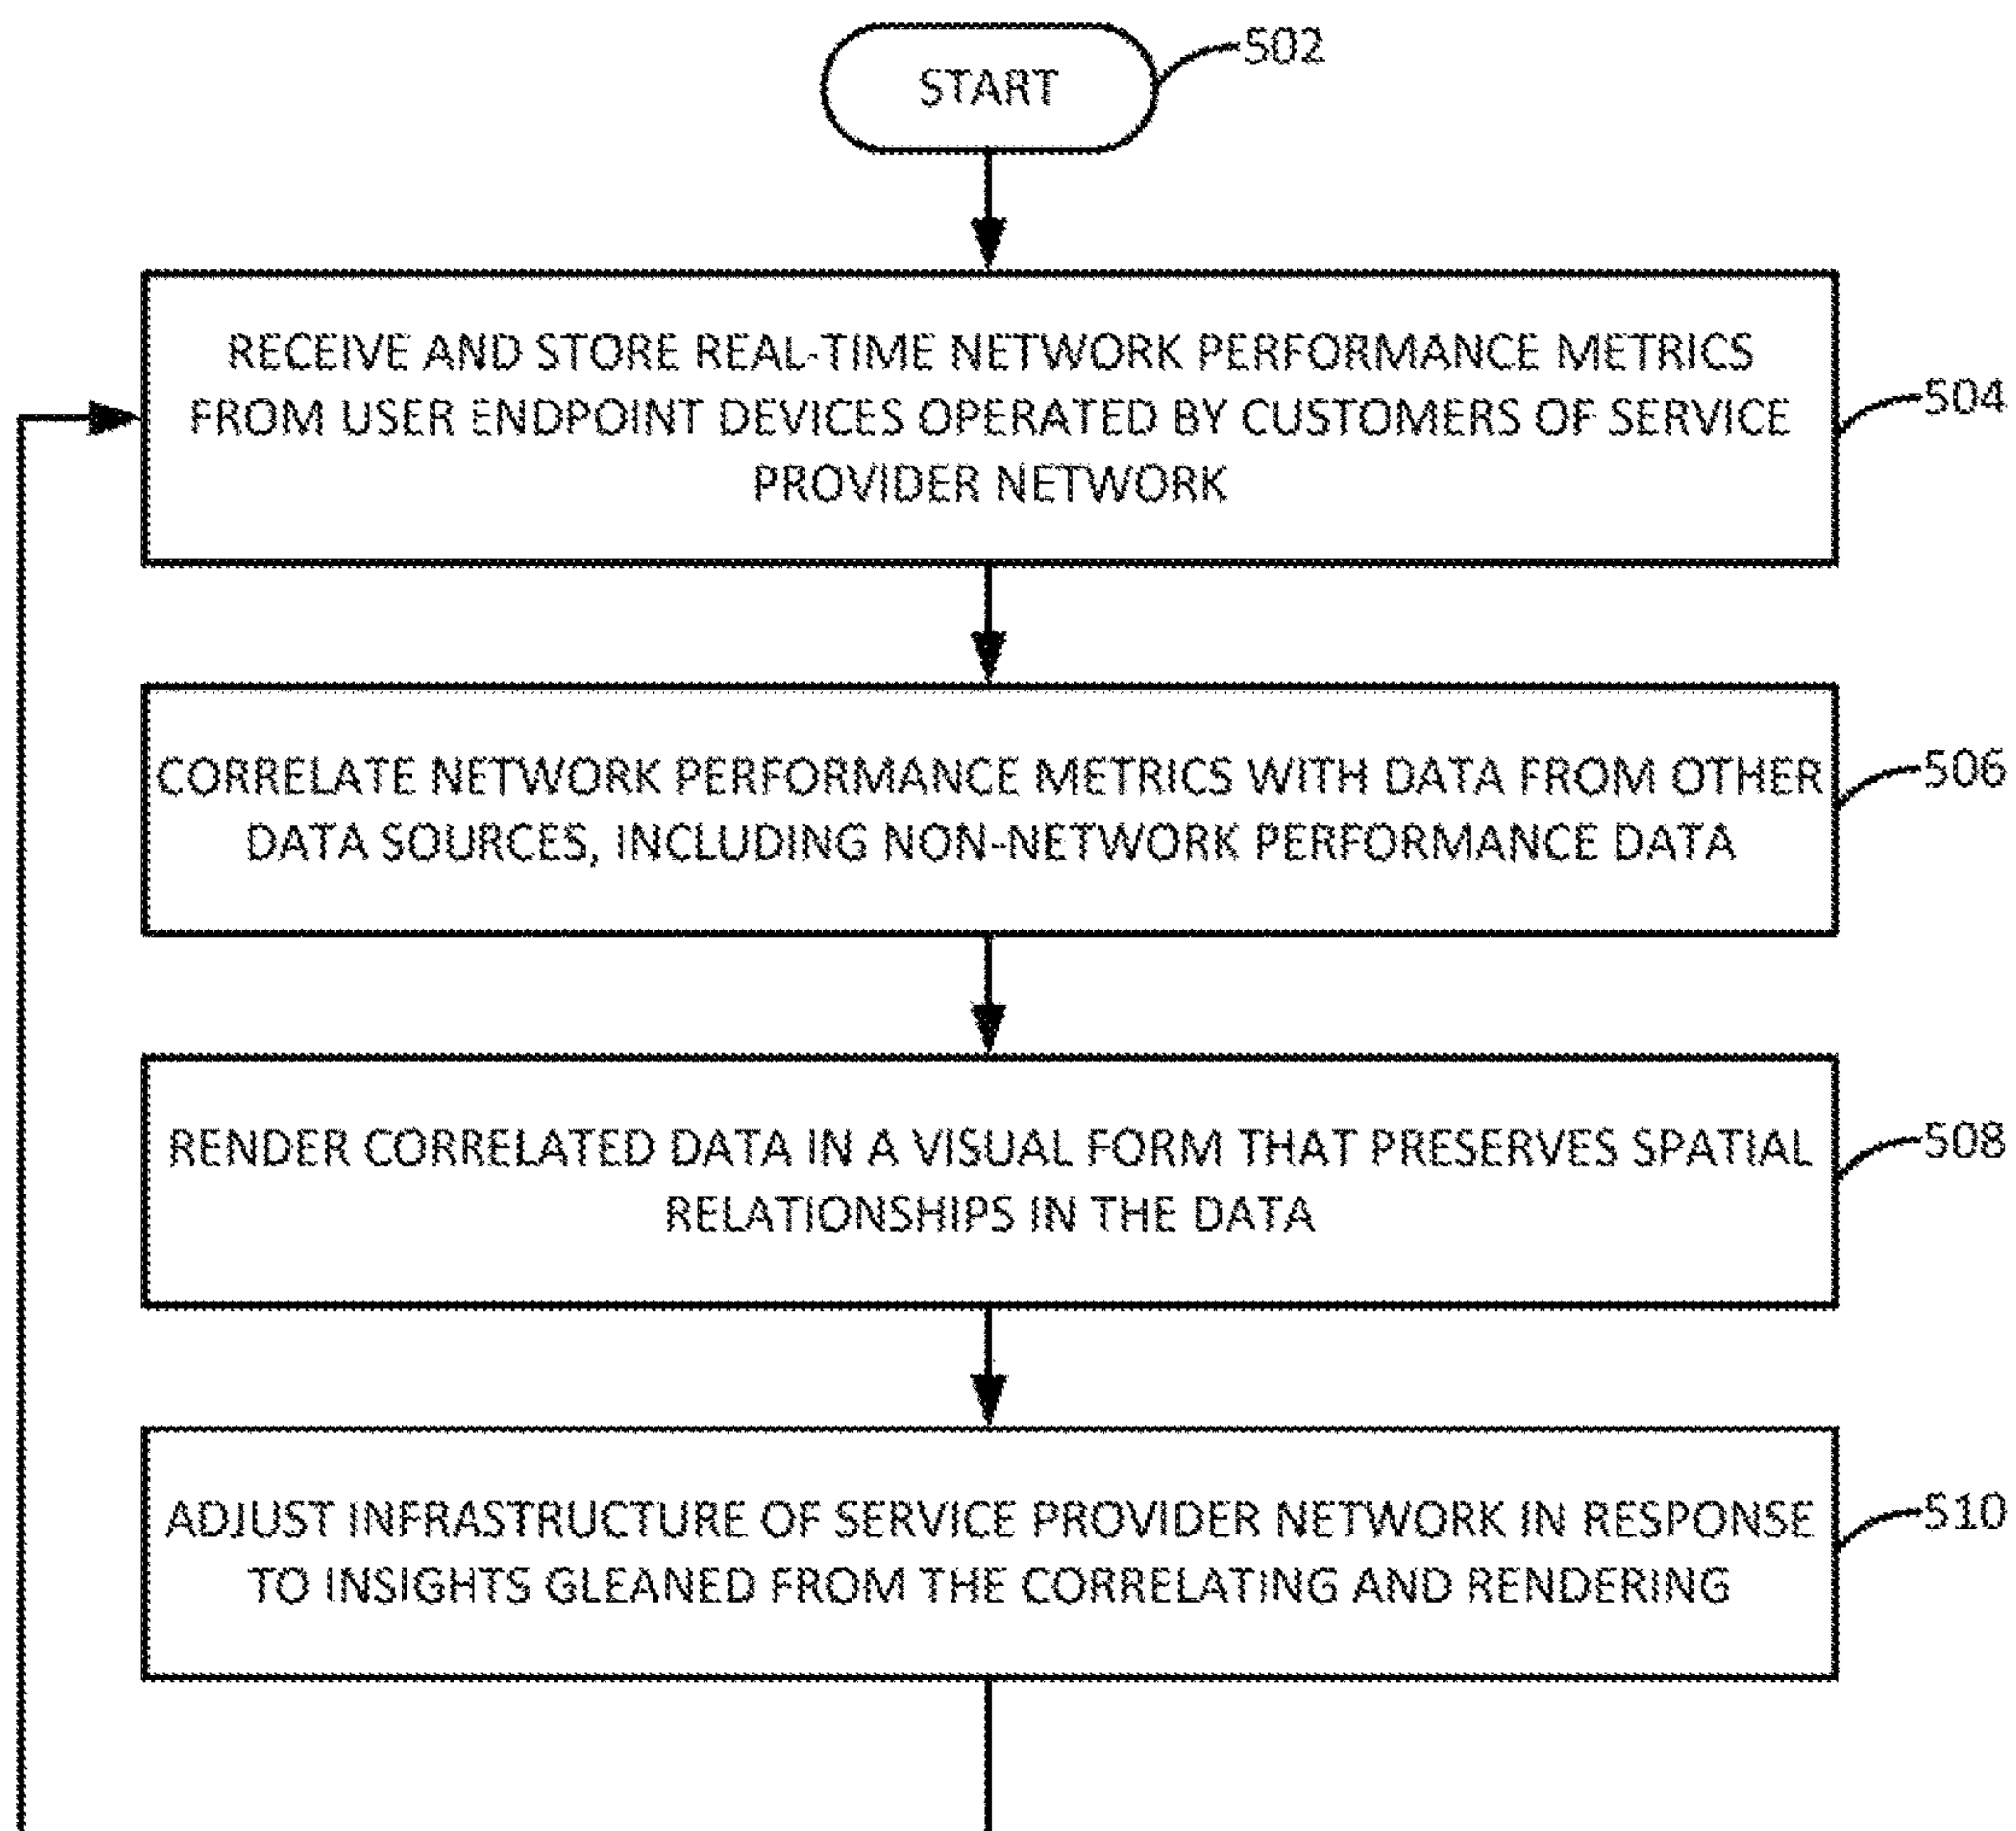 START
502
RECEIVE AND STORE REAL-TIME NETWORK PERFORMANCE METRICS
FROM USER ENDPOINT DEVICES OPERATED BY CUSTOMERS OF SERVICE
PROVIDER NETWORK
504
CORRELATE NETWORK PERFORMANCE METRICS WITH DATA FROM OTHER
DATA SOURCES, INCLUDING NON-NETWORK PERFORMANCE DATA
506
RENDER CORRELATED DATA IN A VISUAL FORM THAT PRESERVES SPATIAL
RELATIONSHIPS IN THE DATA
508
ADJUST INFRASTRUCTURE OF SERVICE PROVIDER NETWORK IN RESPONSE
TO INSIGHTS GLEANED FROM THE CORRELATING AND RENDERING
510